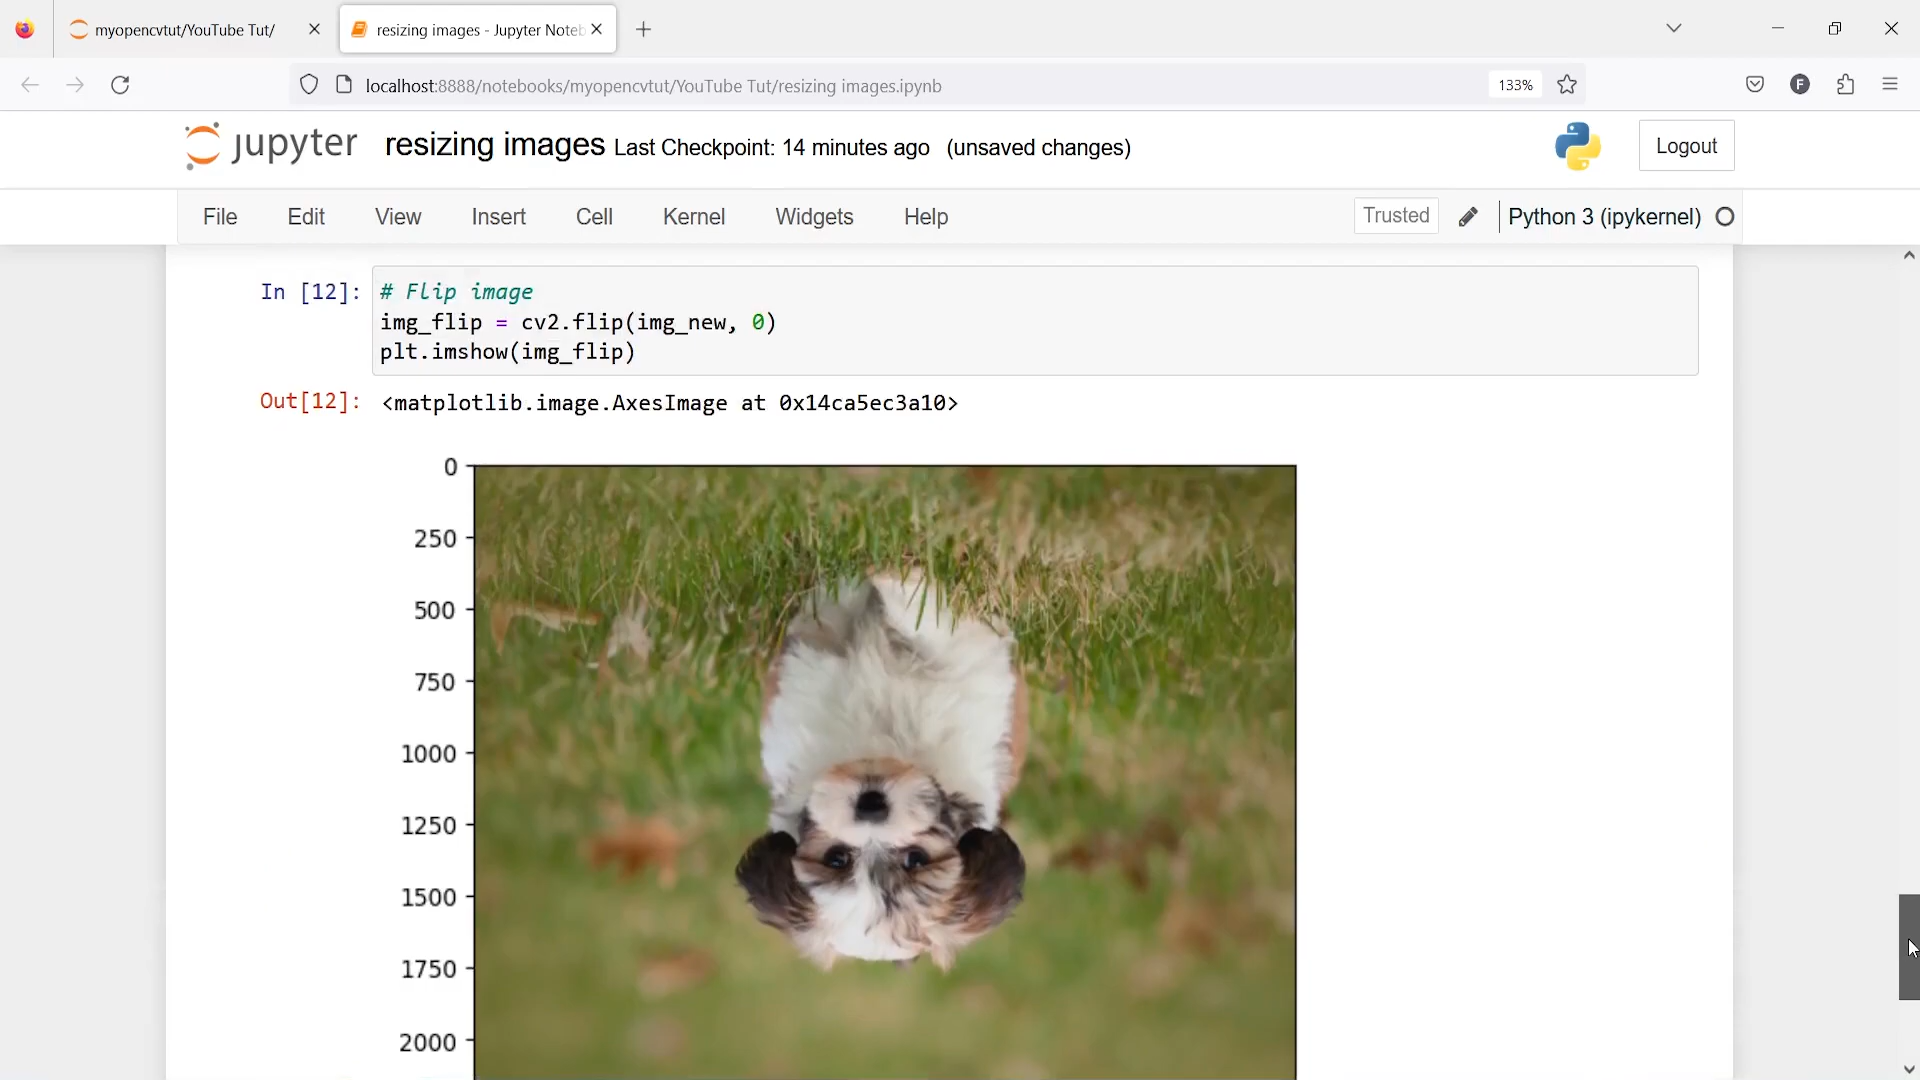 myopencvtut/YouTube Tut/
resizing images - Jupyter Noteb
localhost:8888/notebooks/myopencvtut/YouTube Tut/resizing images.ipynb
133%
F
jupyter
resizing images Last Checkpoint: 14 minutes ago (unsaved changes)
Logout
File Edit View Insert Cell Kernel Widgets Help
Trusted
Python 3 (ipykernel)
In [12]: # Flip image
img_flip = cv2.flip(img_new, 0)
plt.imshow(img_flip)
Out[12]: <matplotlib.image.AxesImage at 0x14ca5ec3a10>
0
250
500
750
1000
1250
1500
1750
2000